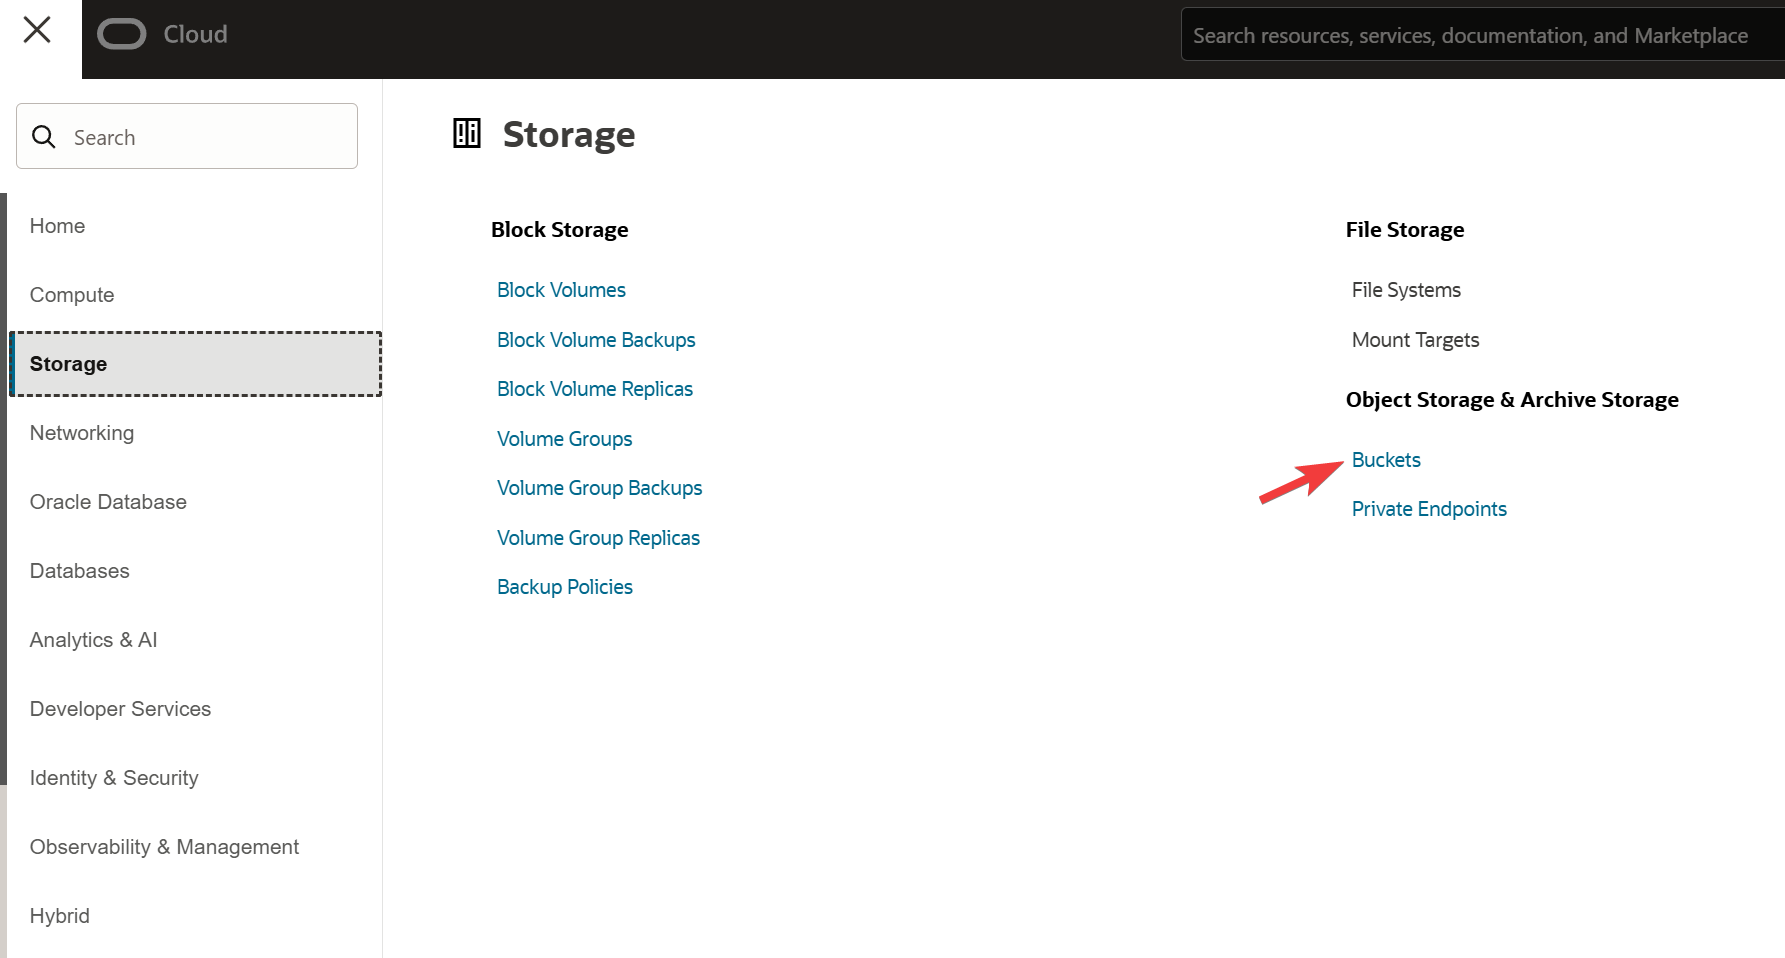 Cloud
Search resources, services, documentation, and Marketplace
Search
Home
Compute
Storage
Networking
Oracle Database
Databases
Analytics & AI
Developer Services
Identity & Security
Observability & Management
Hybrid
Storage
Block Storage
Block Volumes
Block Volume Backups
Block Volume Replicas
Volume Groups
Volume Group Backups
Volume Group Replicas
Backup Policies
File Storage
File Systems
Mount Targets
Object Storage & Archive Storage
Buckets
Private Endpoints